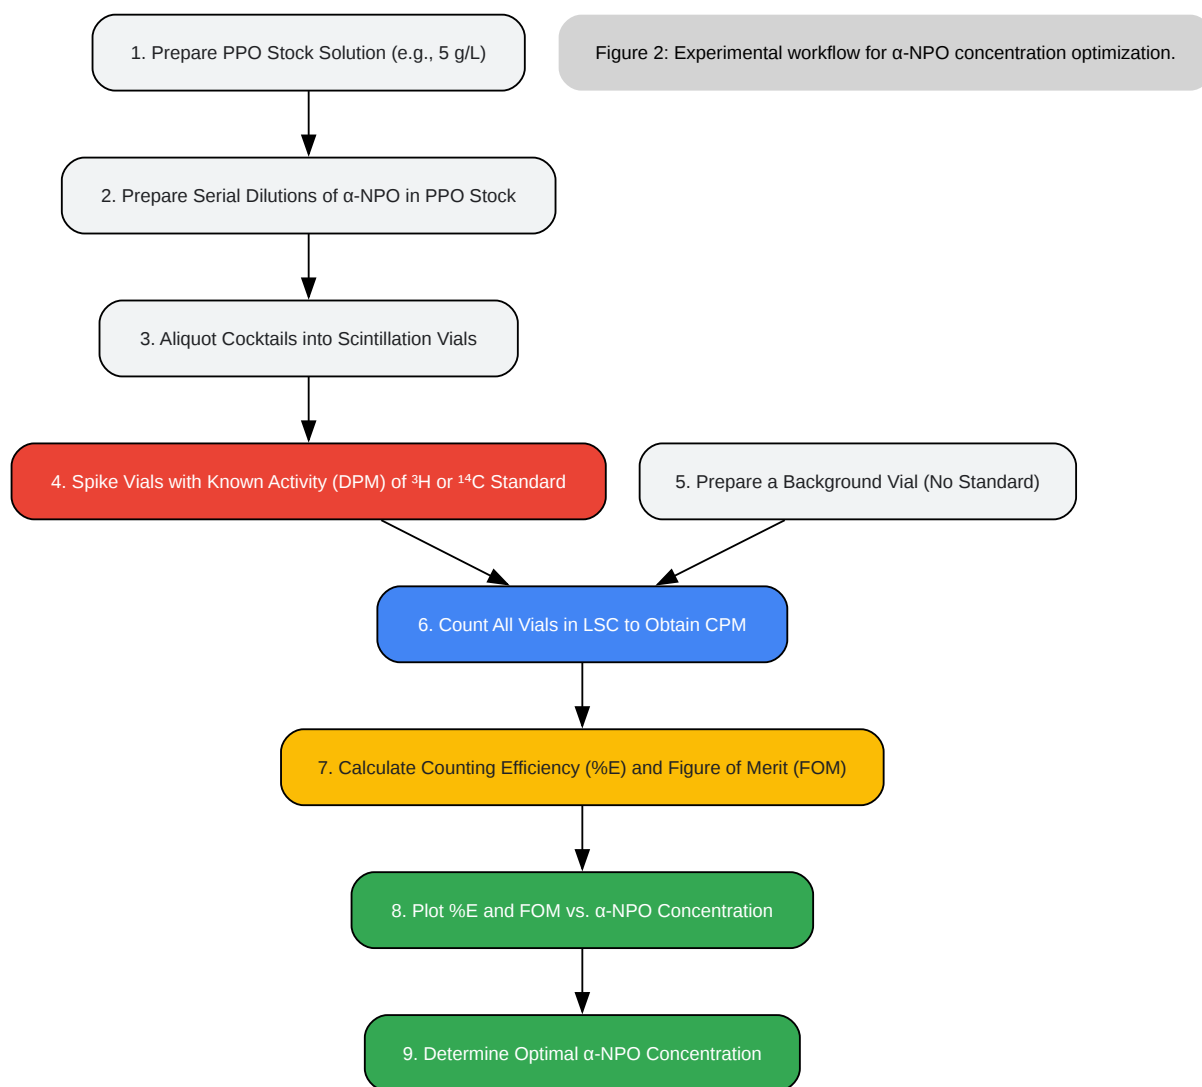 1. Prepare PPO Stock Solution (e.g., 5 g/L)
Figure 2: Experimental workflow for α-NPO concentration optimization.
2. Prepare Serial Dilutions of α-NPO in PPO Stock
3. Aliquot Cocktails into Scintillation Vials
4. Spike Vials with Known Activity (DPM) of ³H or ¹⁴C Standard
5. Prepare a Background Vial (No Standard)
6. Count All Vials in LSC to Obtain CPM
7. Calculate Counting Efficiency (%E) and Figure of Merit (FOM)
8. Plot %E and FOM vs. α-NPO Concentration
9. Determine Optimal α-NPO Concentration